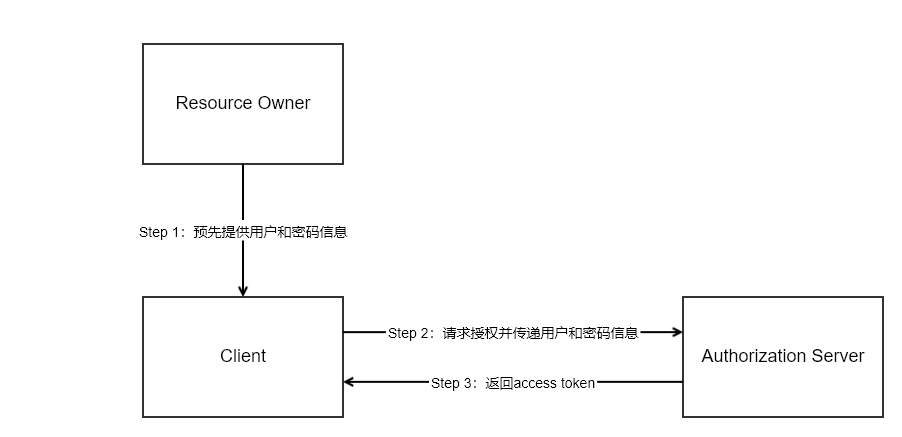 Resource Owner
Step 1：预先提供用户和密码信息
Client
Step 2：请求授权并传递用户和密码信息
Authorization Server
Step 3：返回access token